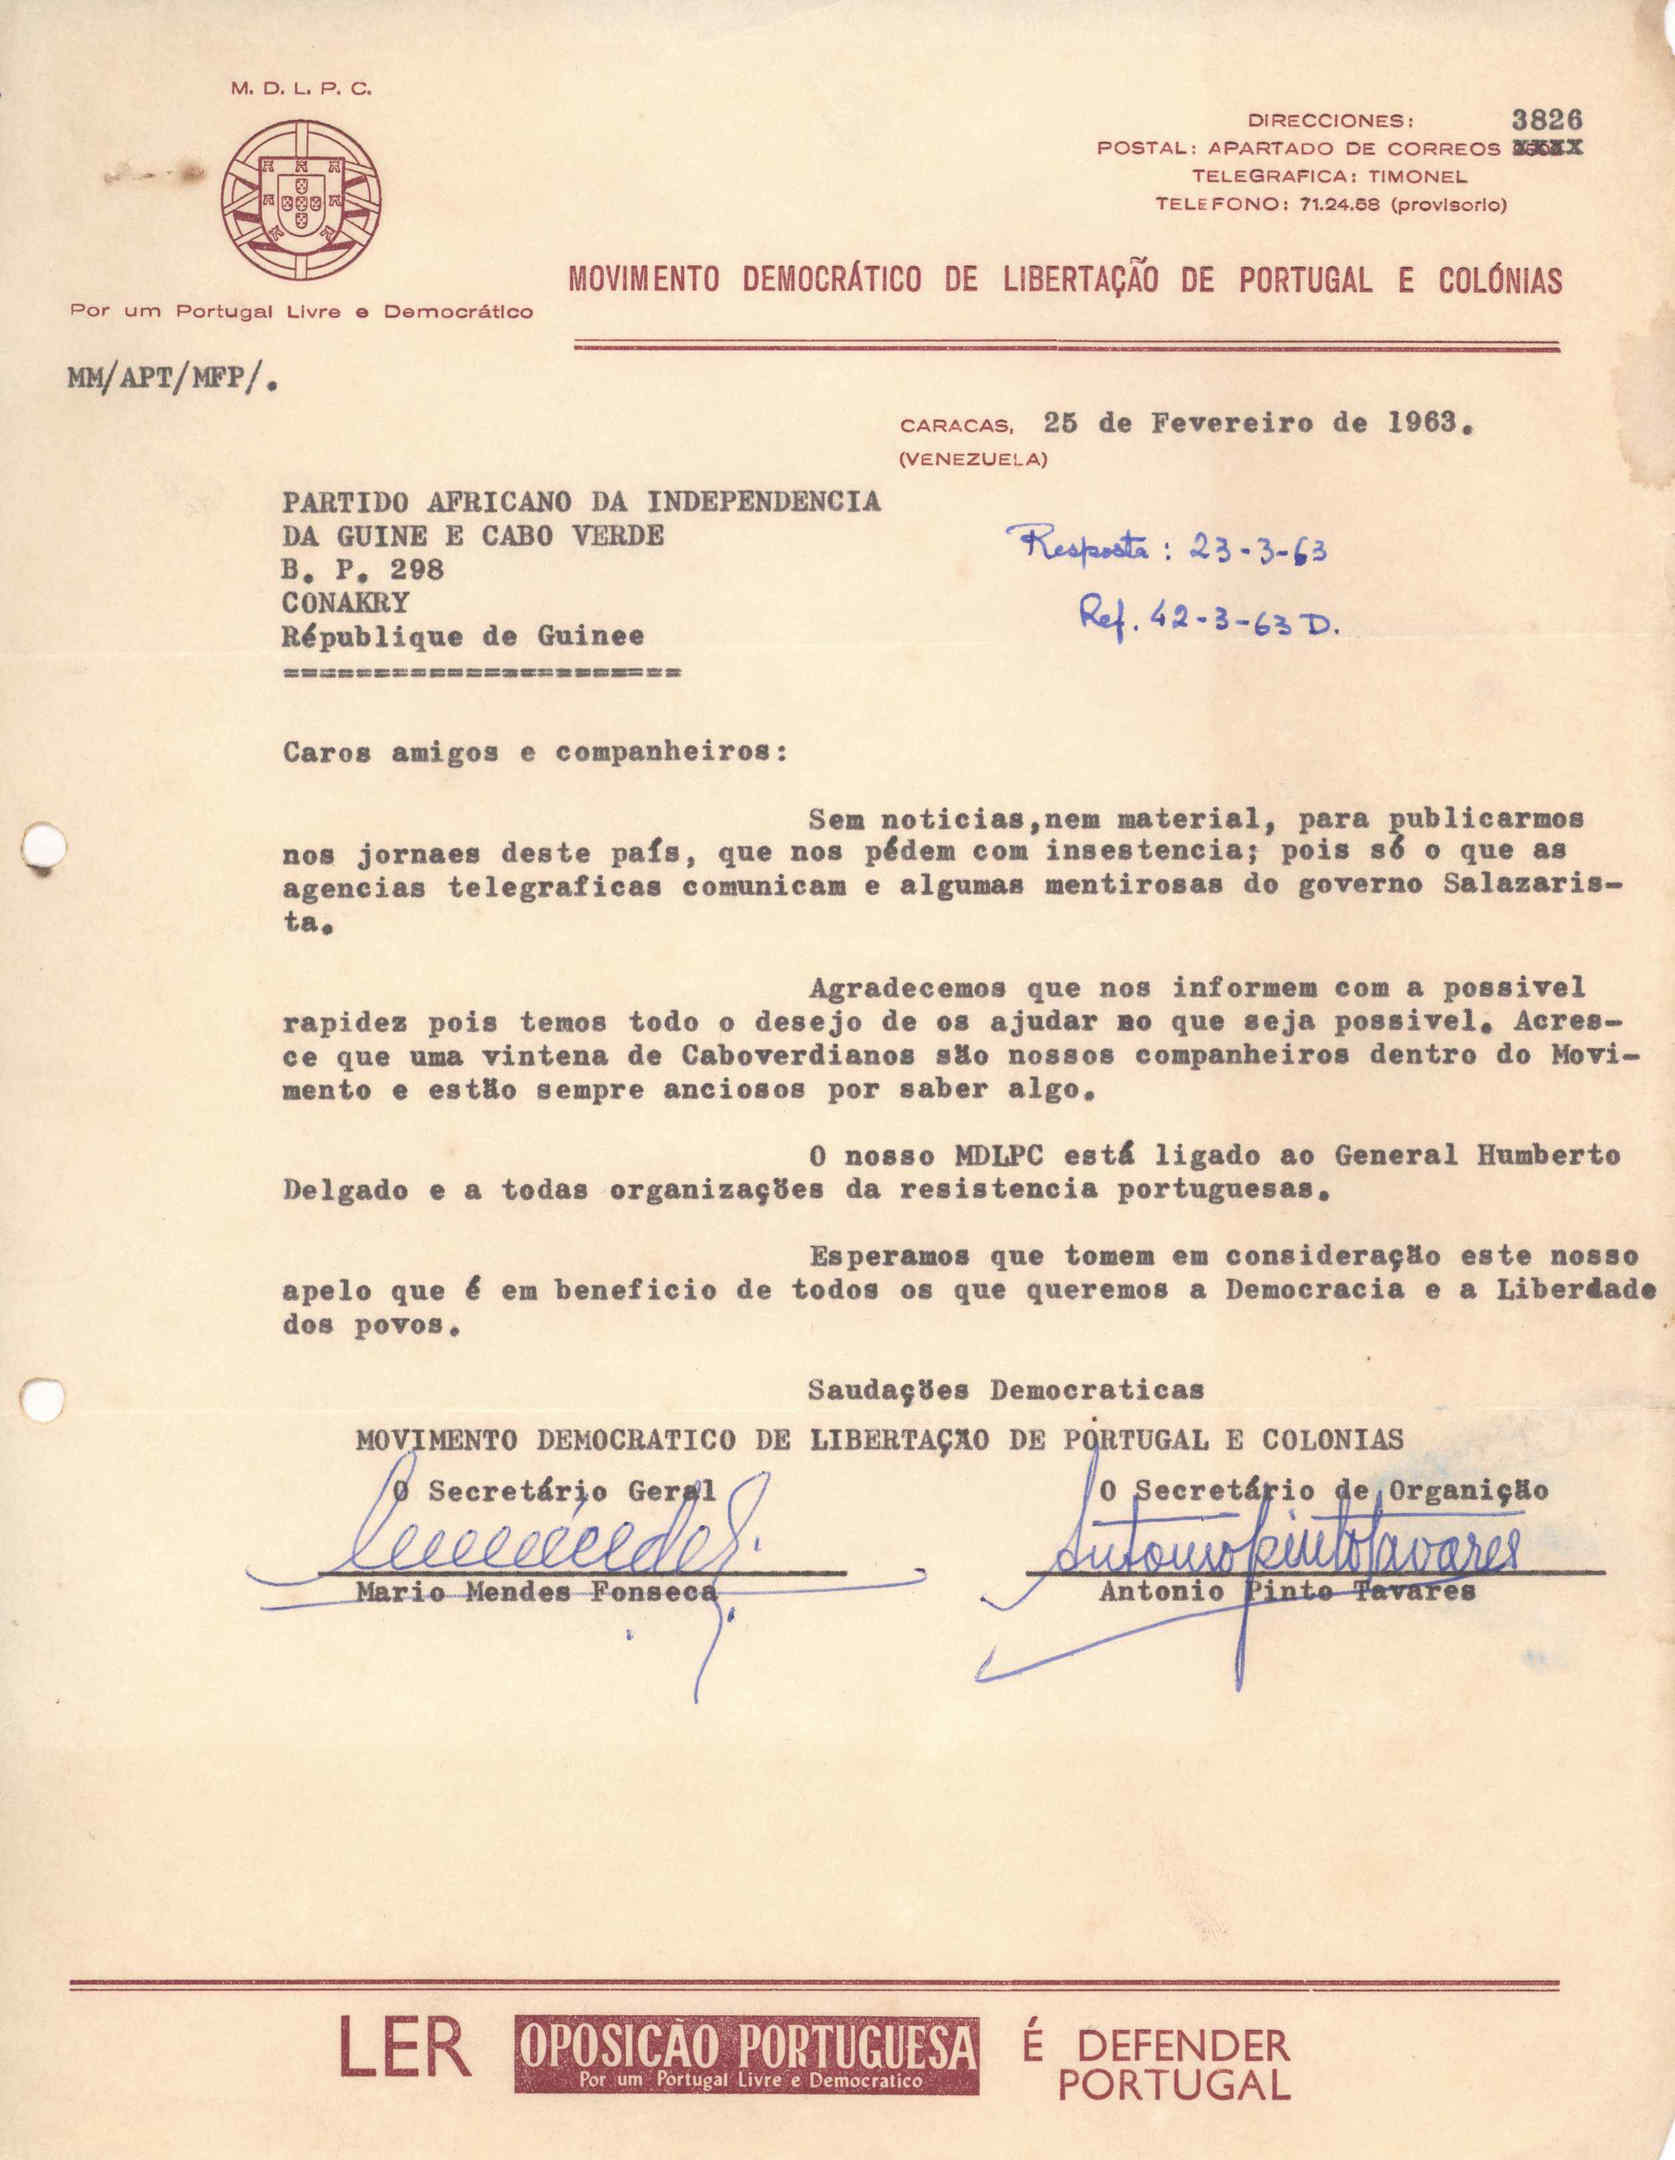 M. D. L. P. C.
DIRECCIONES: 3826
POSTAL: APARTADO DE CORREOS
TELEGRAFICA: TIMONEL
TELEFONO: 71.24.58 (provisorio)
MOVIMENTO DEMOCRÁTICO DE LIBERTAÇÃO DE PORTUGAL E COLÓNIAS
Por um Portugal Livre e Democrático
MM/APT/MFP/.
CARACAS, 25 de Fevereiro de 1963.
(VENEZUELA)
PARTIDO AFRICANO DA INDEPENDENCIA
DA GUINE E CABO VERDE
B. P. 298
CONAKRY
République de Guinee
======================
Resposta: 23-3-63
Ref. 42-3-63 D.
Caros amigos e companheiros:
Sem noticias,nem material, para publicarmos
nos jornaes deste país, que nos pédem com insestencia; pois só o que as
agencias telegraficas comunicam e algumas mentirosas do governo Salazaris-
ta.
Agradecemos que nos informem com a possivel
rapidez pois temos todo o desejo de os ajudar no que seja possivel. Acres-
ce que uma vintena de Caboverdianos são nossos companheiros dentro do Movi-
mento e estão sempre anciosos por saber algo.
O nosso MDLPC está ligado ao General Humberto
Delgado e a todas organizações da resistencia portuguesas.
Esperamos que tomem em consideração este nosso
apelo que é em beneficio de todos os que queremos a Democracia e a Liberdade
dos povos.
Saudações Democraticas
MOVIMENTO DEMOCRATICO DE LIBERTAÇÃO DE PORTUGAL E COLONIAS
O Secretário Geral O Secretário de Organição
Antonio Pinto Tavares
Mario Mendes Fonseca Antonio Pinto Tavares
LER OPOSIÇÃO PORTUGUESA É DEFENDER
Por um Portugal Livre e Democratico PORTUGAL